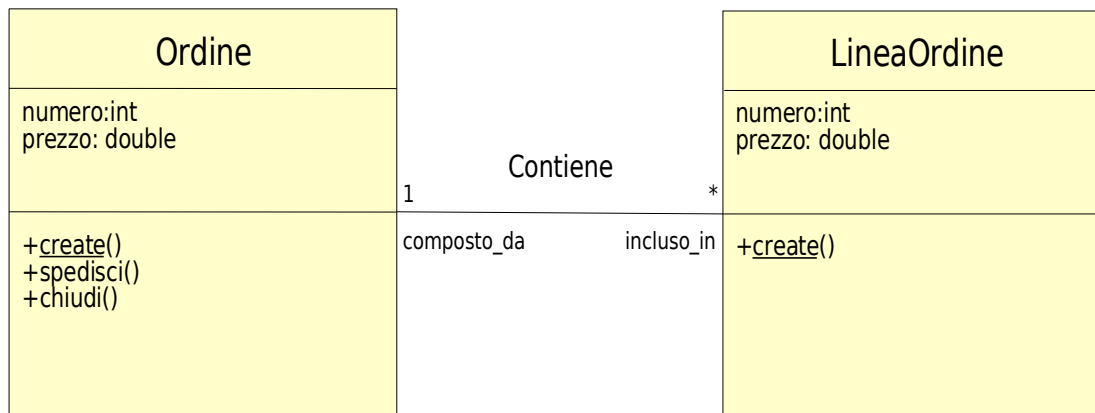 Ordine
numero:int
prezzo: double
+create()
+spedisci()
+chiudi()
Contiene
1
*
composto_da
incluso_in
LineaOrdine
numero:int
prezzo: double
+create()